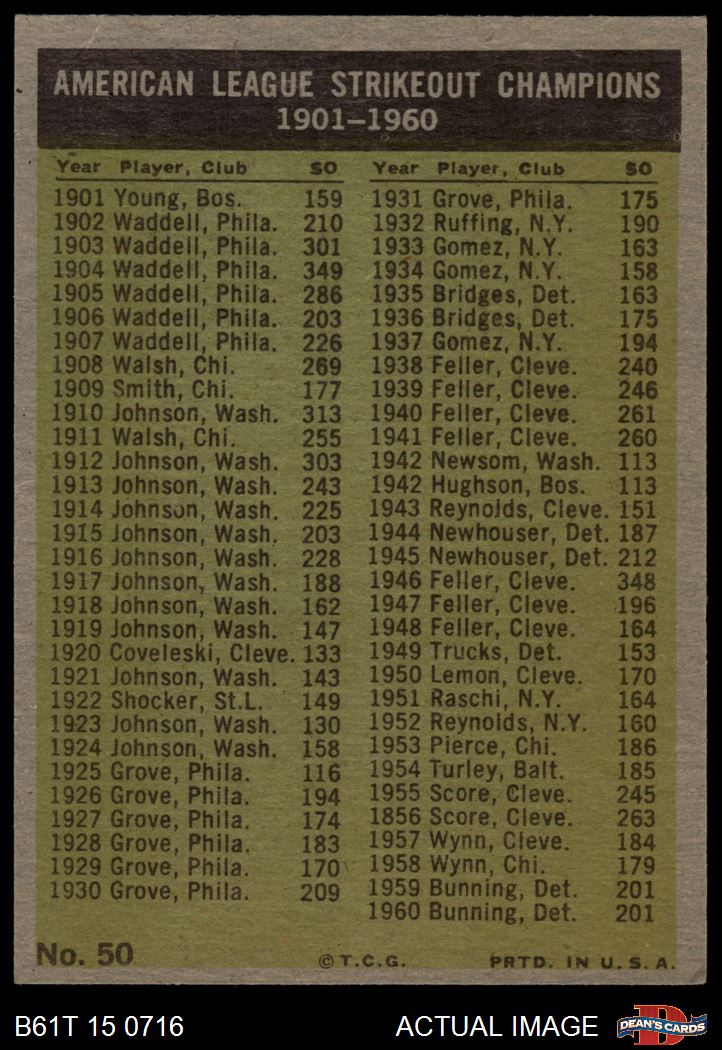 AMERICAN LEAGUE STRIKEOUT CHAMPIONS
1901–1960
Year Player, Club SO
1901 Young, Bos. 159
1902 Waddell, Phila. 210
1903 Waddell, Phila. 301
1904 Waddell, Phila. 349
1905 Waddell, Phila. 286
1906 Waddell, Phila. 203
1907 Waddell, Phila. 226
1908 Walsh, Chi. 269
1909 Smith, Chi. 177
1910 Johnson, Wash. 313
1911 Walsh, Chi. 255
1912 Johnson, Wash. 303
1913 Johnson, Wash. 243
1914 Johnson, Wash. 225
1915 Johnson, Wash. 203
1916 Johnson, Wash. 228
1917 Johnson, Wash. 188
1918 Johnson, Wash. 162
1919 Johnson, Wash. 147
1920 Coveleski, Cleve. 133
1921 Johnson, Wash. 143
1922 Shocker, St.L. 149
1923 Johnson, Wash. 130
1924 Johnson, Wash. 158
1925 Grove, Phila. 116
1926 Grove, Phila. 194
1927 Grove, Phila. 174
1928 Grove, Phila. 183
1929 Grove, Phila. 170
1930 Grove, Phila. 209
Year Player, Club SO
1931 Grove, Phila. 175
1932 Ruffing, N.Y. 190
1933 Gomez, N.Y. 163
1934 Gomez, N.Y. 158
1935 Bridges, Det. 163
1936 Bridges, Det. 175
1937 Gomez, N.Y. 194
1938 Feller, Cleve. 240
1939 Feller, Cleve. 246
1940 Feller, Cleve. 261
1941 Feller, Cleve. 260
1942 Newsom, Wash. 113
1942 Hughson, Bos. 113
1943 Reynolds, Cleve. 151
1944 Newhouser, Det. 187
1945 Newhouser, Det. 212
1946 Feller, Cleve. 348
1947 Feller, Cleve. 196
1948 Feller, Cleve. 164
1949 Trucks, Det. 153
1950 Lemon, Cleve. 170
1951 Raschi, N.Y. 164
1952 Reynolds, N.Y. 160
1953 Pierce, Chi. 186
1954 Turley, Balt. 185
1955 Score, Cleve. 245
1856 Score, Cleve. 263
1957 Wynn, Cleve. 184
1958 Wynn, Chi. 179
1959 Bunning, Det. 201
1960 Bunning, Det. 201
No. 50 © T.C.G. PRTD. IN U.S.A.
B61T 15 0716 ACTUAL IMAGE DEAN'S CARDS